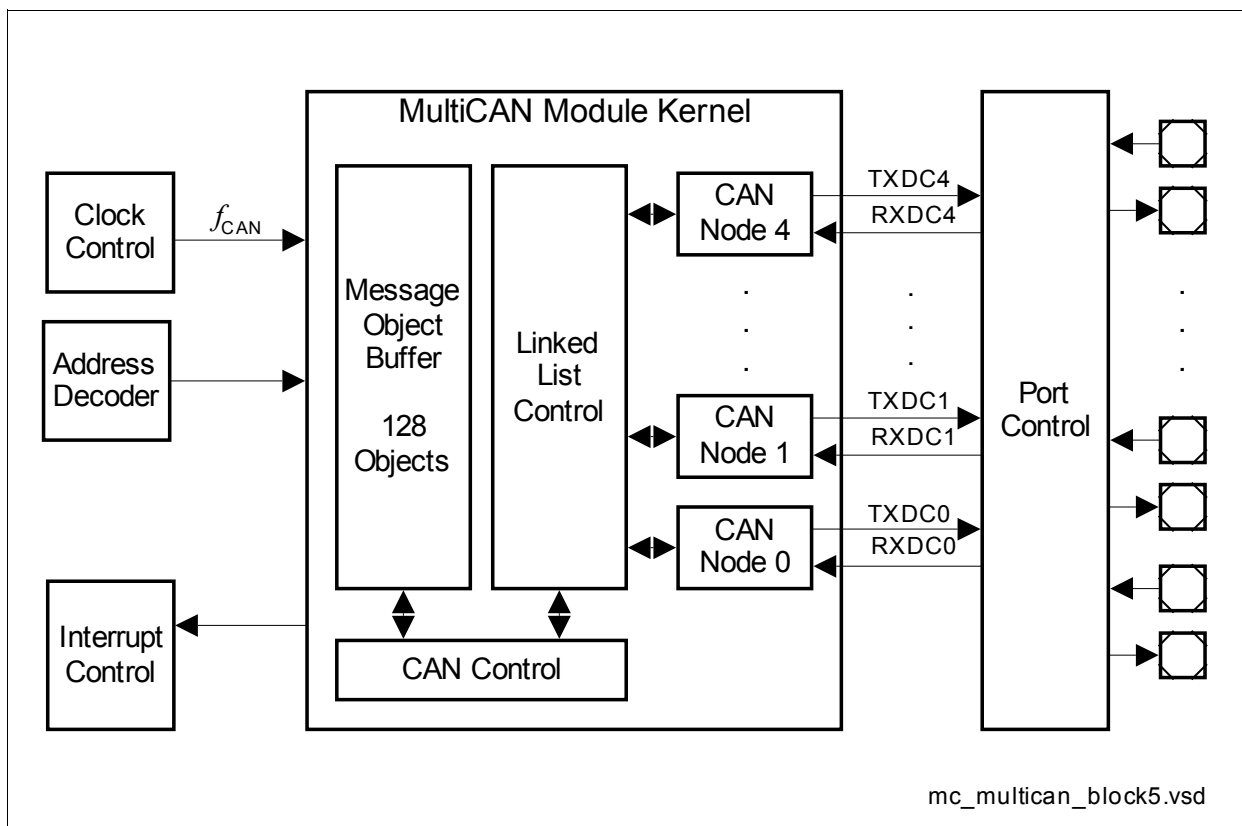 MultiCAN Module Kernel
Clock
Control
fCAN
Address
Decoder
Interrupt
Control
Message
Object
Buffer
128
Objects
Linked
List
Control
CAN Control
CAN
Node 4
CAN
Node 1
CAN
Node 0
TXDC4
RXDC4
TXDC1
RXDC1
TXDC0
RXDC0
Port
Control
mc_multican_block5.vsd